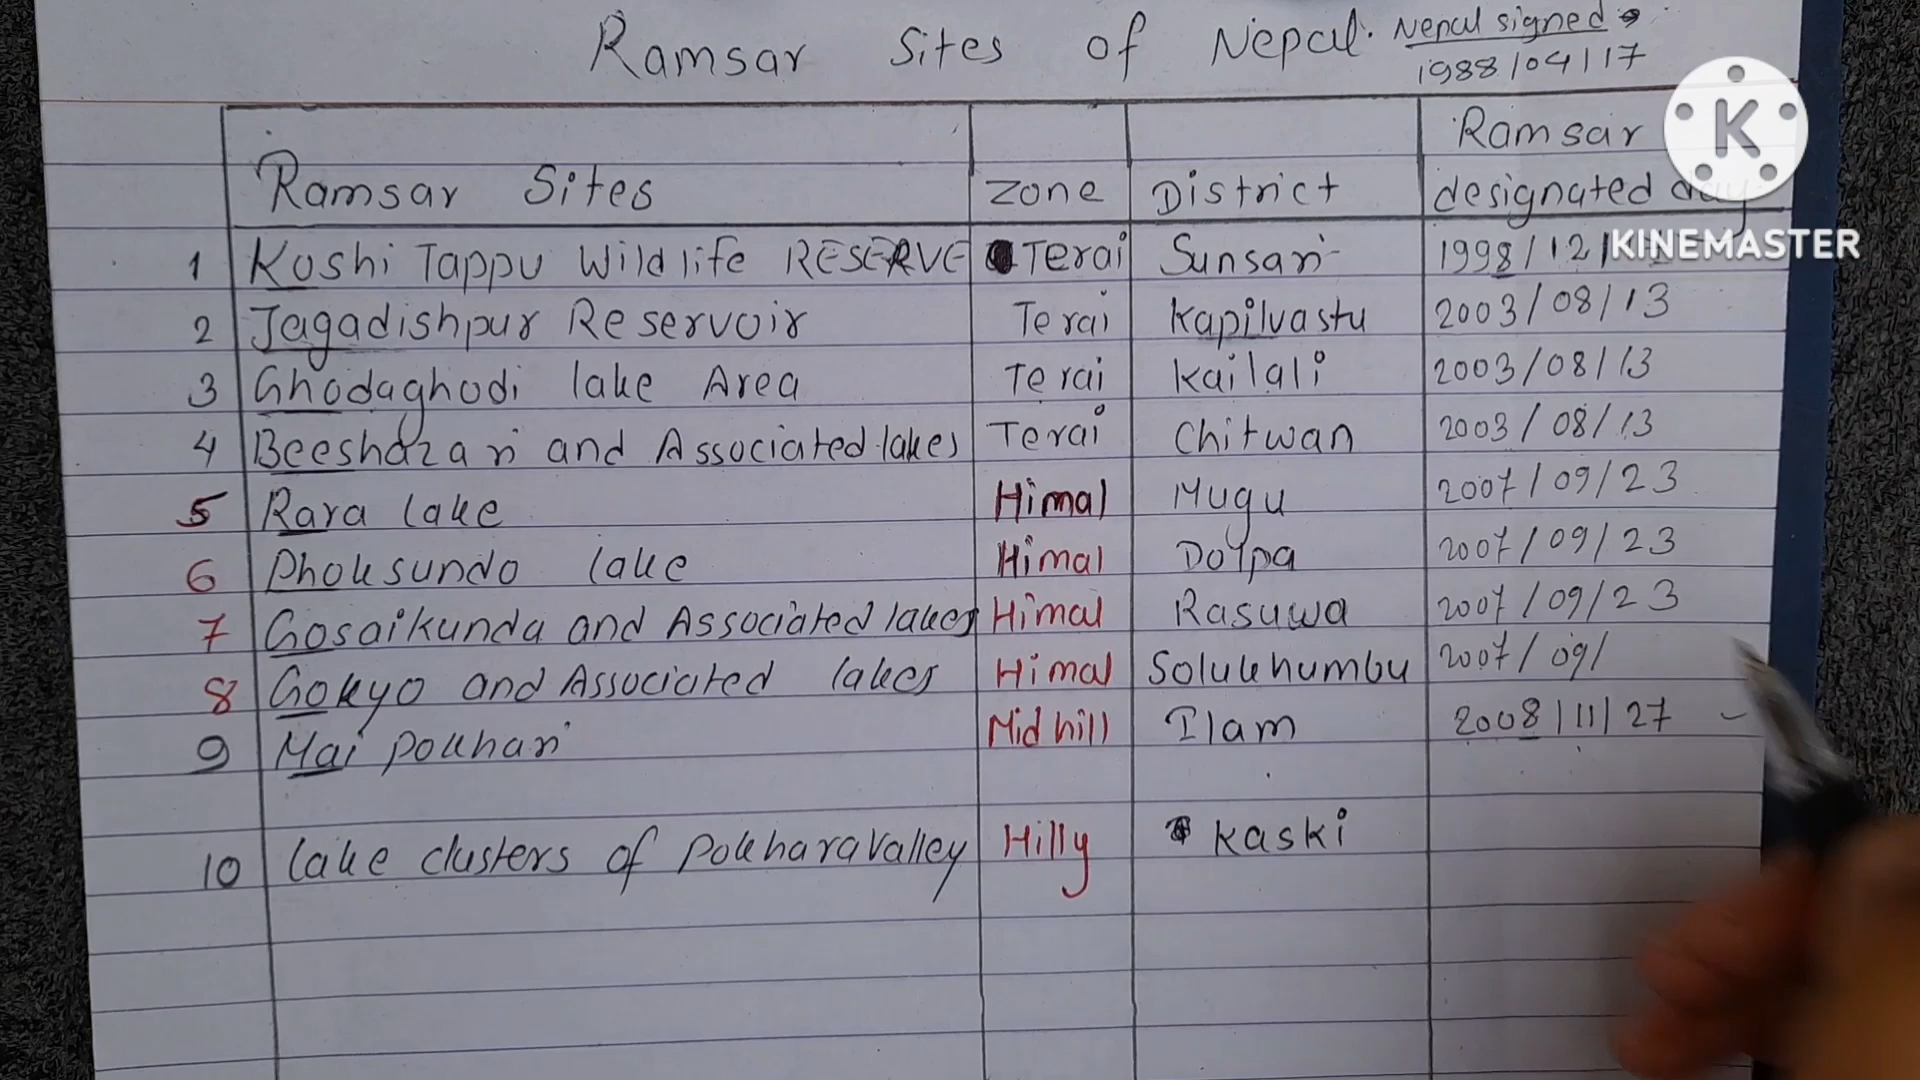 Ramsar Sites of Nepal. Nepal signed →
1988/04/17
Ramsar Sites Zone District Ramsar designated day
1 Koshi Tappu Wildlife RESERVE Terai Sunsari 1998/12/
2 Jagadishpur Reservoir Terai Kapilvastu 2003/08/13
3 Ghodaghodi lake Area Terai Kailali 2003/08/13
4 Beeshazari and Associated lakes Terai Chitwan 2003/08/13
5 Rara lake Himal Mugu 2007/09/23
6 Phoksundo lake Himal Dolpa 2007/09/23
7 Gosaikunda and Associated lakes Himal Rasuwa 2007/09/23
8 Gokyo and Associated lakes Himal Solukhumbu 2007/09/
9 Mai pokhari Mid hill Ilam 2008/11/27 -
10 lake clusters of pokhara Valley Hilly Kaski
K
KINEMASTER